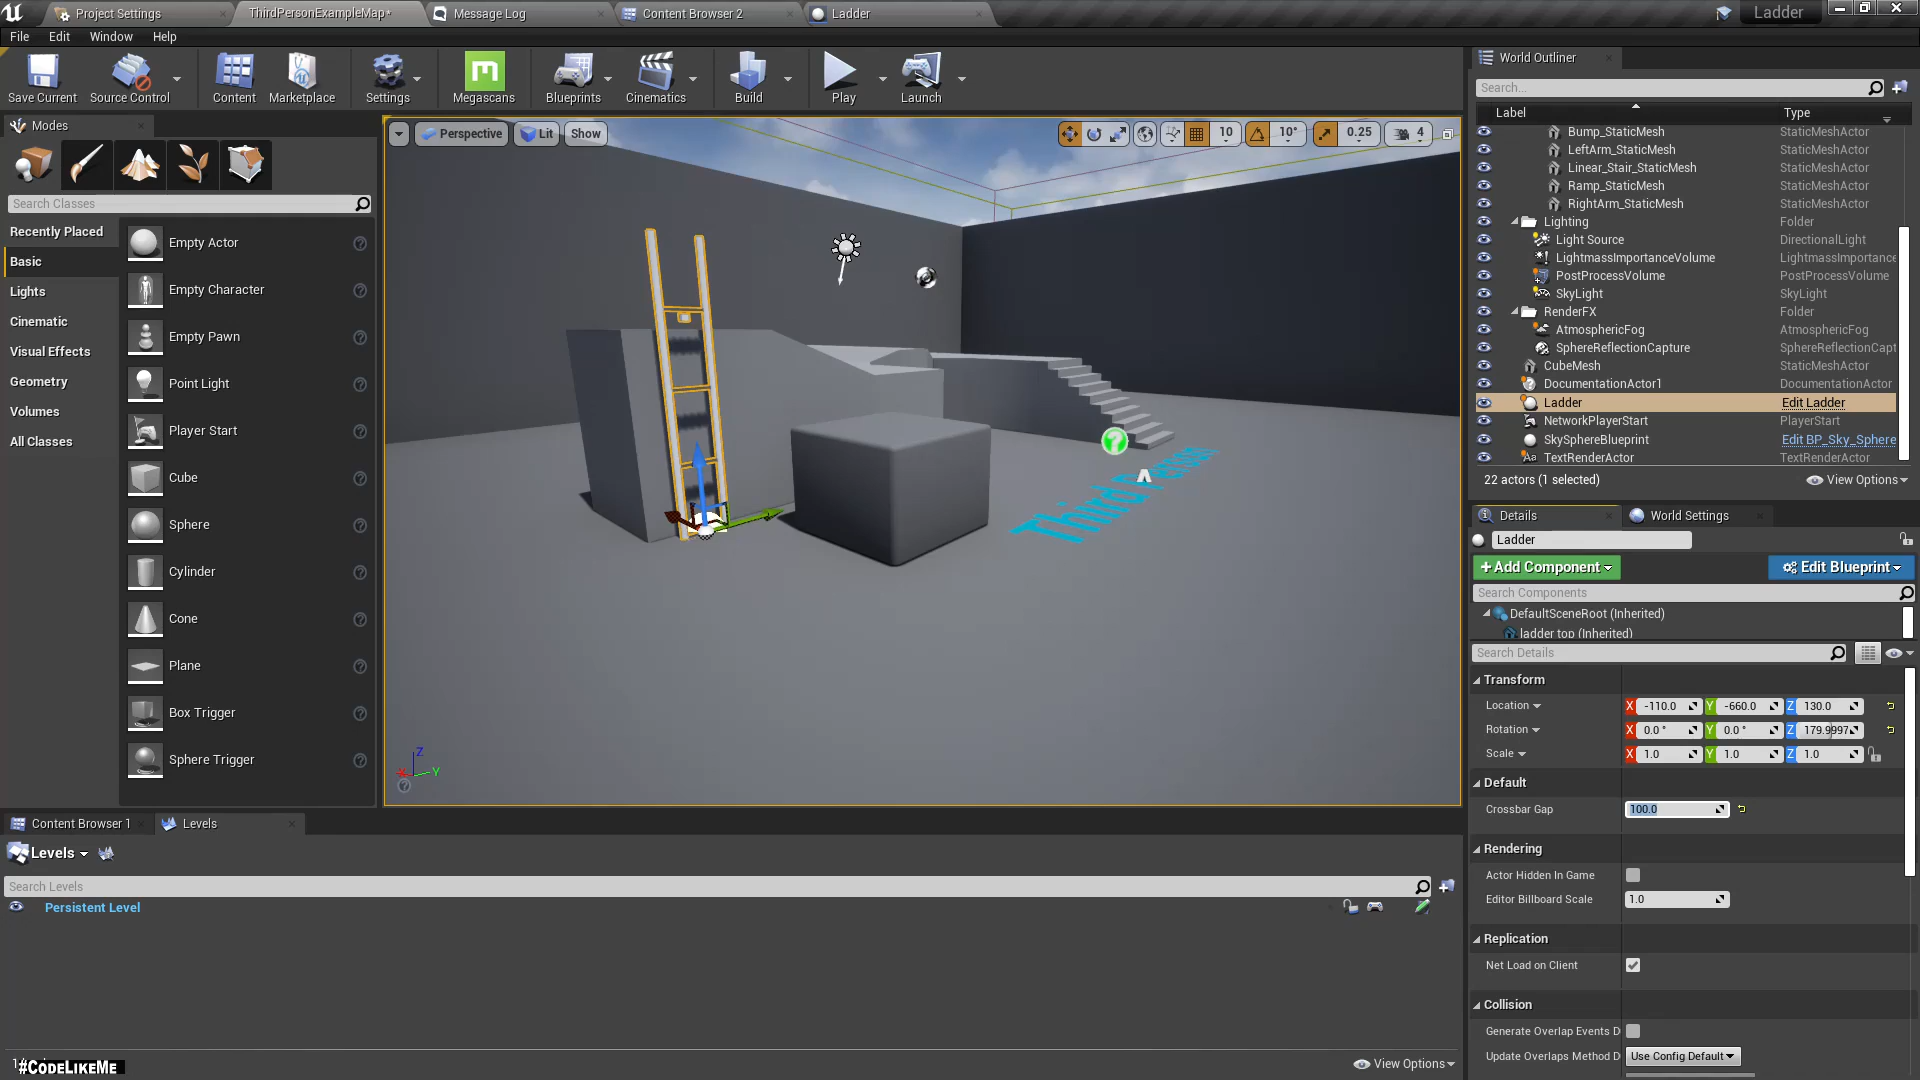 Project Settings
ThirdPersonExampleMap*
Message Log
Content Browser 2
Ladder
Ladder
File
Edit
Window
Help
Save Current
Source Control
Content
Marketplace
Settings
Megascans
Blueprints
Cinematics
Build
Play
Launch
Modes
Search Classes
Recently Placed
Basic
Lights
Cinematic
Visual Effects
Geometry
Volumes
All Classes
Empty Actor
Empty Character
Empty Pawn
Point Light
Player Start
Cube
Sphere
Cylinder
Cone
Plane
Box Trigger
Sphere Trigger
Perspective
Lit
Show
10
10°
0.25
4
Third Person
Z
X
Y
World Outliner
Search...
Label
Type
Bump_StaticMesh StaticMeshActor
LeftArm_StaticMesh StaticMeshActor
Linear_Stair_StaticMesh StaticMeshActor
Ramp_StaticMesh StaticMeshActor
RightArm_StaticMesh StaticMeshActor
Lighting Folder
Light Source DirectionalLight
LightmassImportanceVolume LightmassImportance
PostProcessVolume PostProcessVolume
SkyLight SkyLight
RenderFX Folder
AtmosphericFog AtmosphericFog
SphereReflectionCapture SphereReflectionCapt
CubeMesh StaticMeshActor
DocumentationActor1 DocumentationActor
Ladder Edit Ladder
NetworkPlayerStart PlayerStart
SkySphereBlueprint Edit BP_Sky_Sphere
TextRenderActor TextRenderActor
22 actors (1 selected)
View Options
Details
World Settings
Ladder
+Add Component
Edit Blueprint
Search Components
DefaultSceneRoot (Inherited)
ladder top (Inherited)
Search Details
Transform
Location X -110.0 Y -660.0 Z 130.0
Rotation X 0.0 ° Y 0.0 ° Z 179.9997
Scale X 1.0 Y 1.0 Z 1.0
Default
Crossbar Gap 100.0
Rendering
Actor Hidden In Game
Editor Billboard Scale 1.0
Replication
Net Load on Client
Collision
Generate Overlap Events D
Update Overlaps Method D Use Config Default
Content Browser 1
Levels
Levels
Search Levels
Persistent Level
#CodeLikeMe
View Options